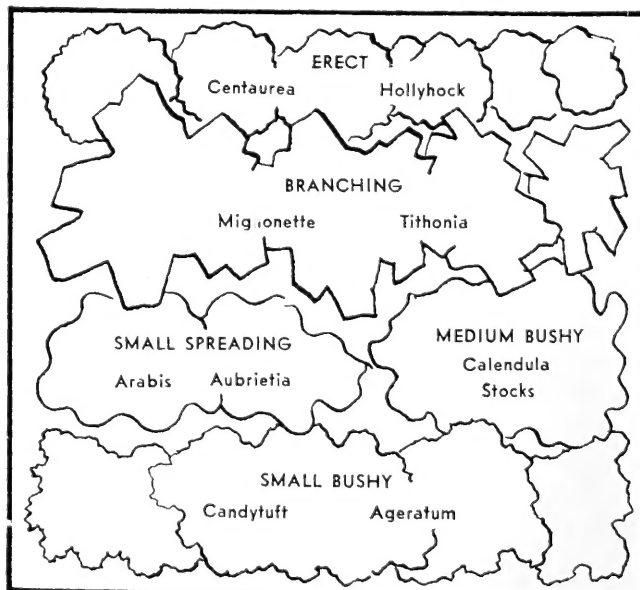 ERECT
Centaurea Hollyhock
BRANCHING
Mignonette Tithonia
SMALL SPREADING
Arabis Aubrietia
MEDIUM BUSHY
Calendula
Stocks
SMALL BUSHY
Candytuft Ageratum